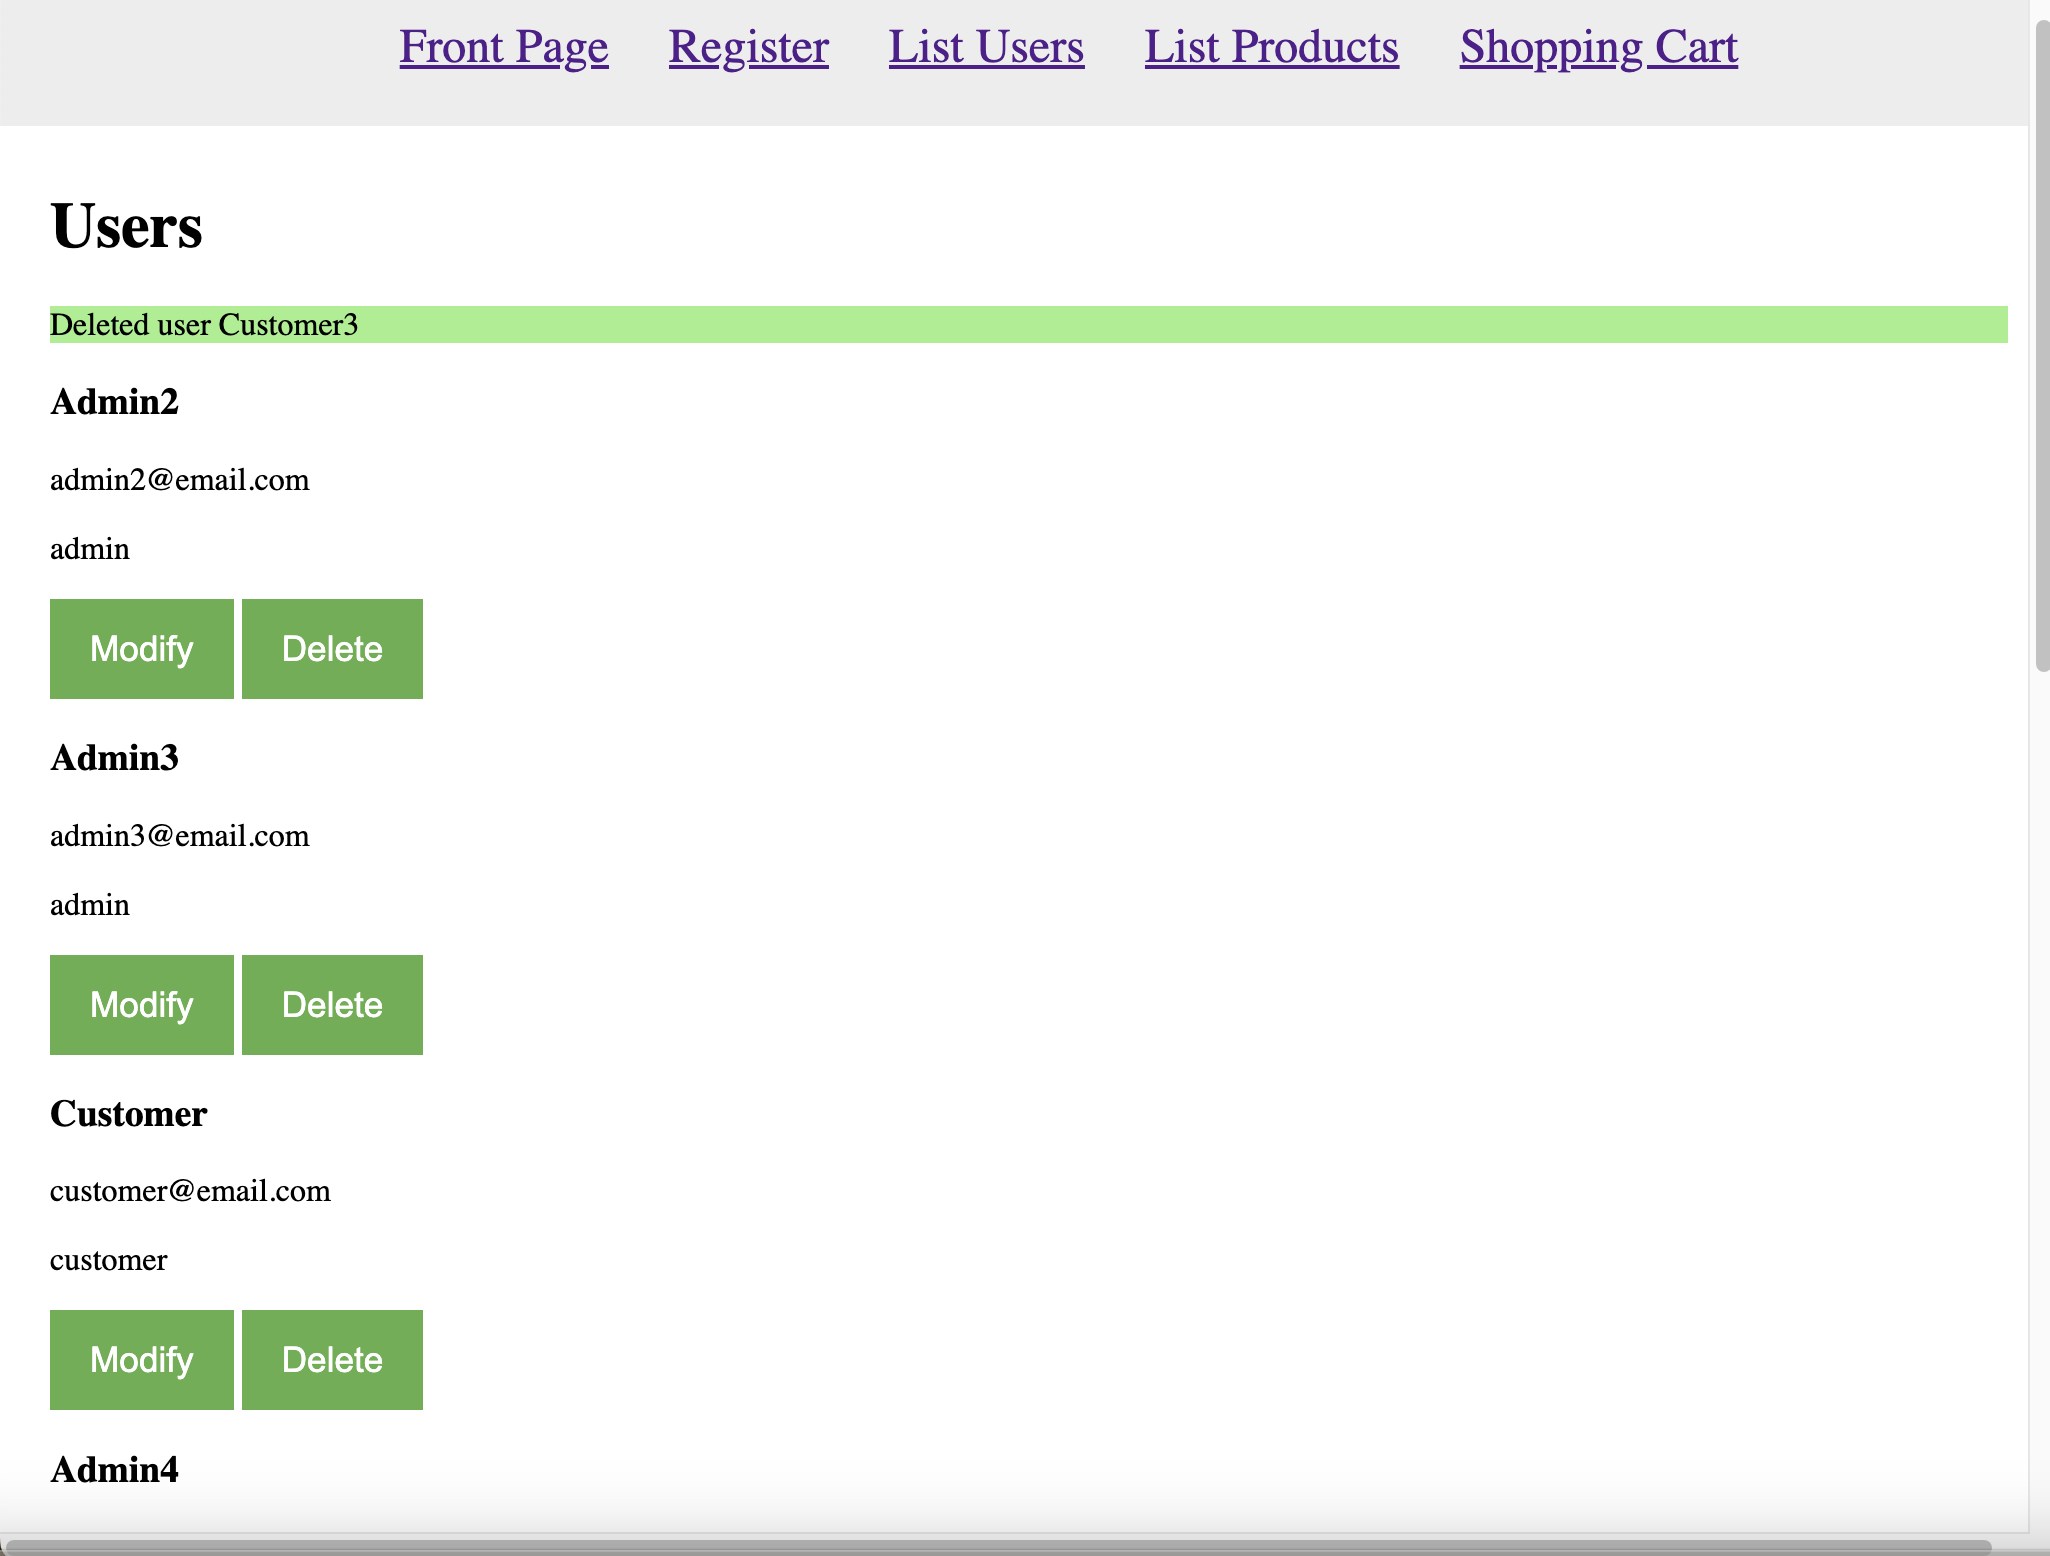 Front Page Register List Users List Products Shopping Cart
Users
Deleted user Customer3
Admin2
admin2@email.com
admin
Modify Delete
Admin3
admin3@email.com
admin
Modify Delete
Customer
customer@email.com
customer
Modify Delete
Admin4